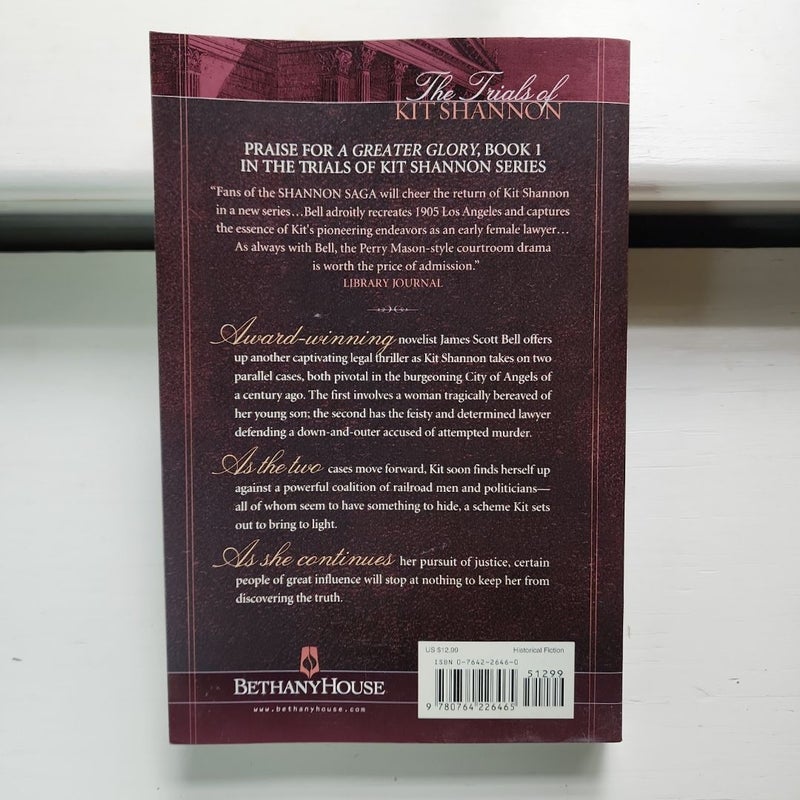 The Trials of
KIT SHANNON
PRAISE FOR A GREATER GLORY, BOOK 1
IN THE TRIALS OF KIT SHANNON SERIES
“Fans of the SHANNON SAGA will cheer the return of Kit Shannon
in a new series…Bell adroitly recreates 1905 Los Angeles and captures
the essence of Kit's pioneering endeavors as an early female lawyer…
As always with Bell, the Perry Mason-style courtroom drama
is worth the price of admission.”
LIBRARY JOURNAL
Award-winning novelist James Scott Bell offers
up another captivating legal thriller as Kit Shannon takes on two
parallel cases, both pivotal in the burgeoning City of Angels of
a century ago. The first involves a woman tragically bereaved of
her young son; the second has the feisty and determined lawyer
defending a down-and-outer accused of attempted murder.
As the two cases move forward, Kit soon finds herself up
against a powerful coalition of railroad men and politicians—
all of whom seem to have something to hide, a scheme Kit sets
out to bring to light.
As she continues her pursuit of justice, certain
people of great influence will stop at nothing to keep her from
discovering the truth.
BETHANYHOUSE
www.bethanyhouse.com
US $12.99 Historical Fiction
ISBN 0-7642-2646-0
51299
9 780764 226465